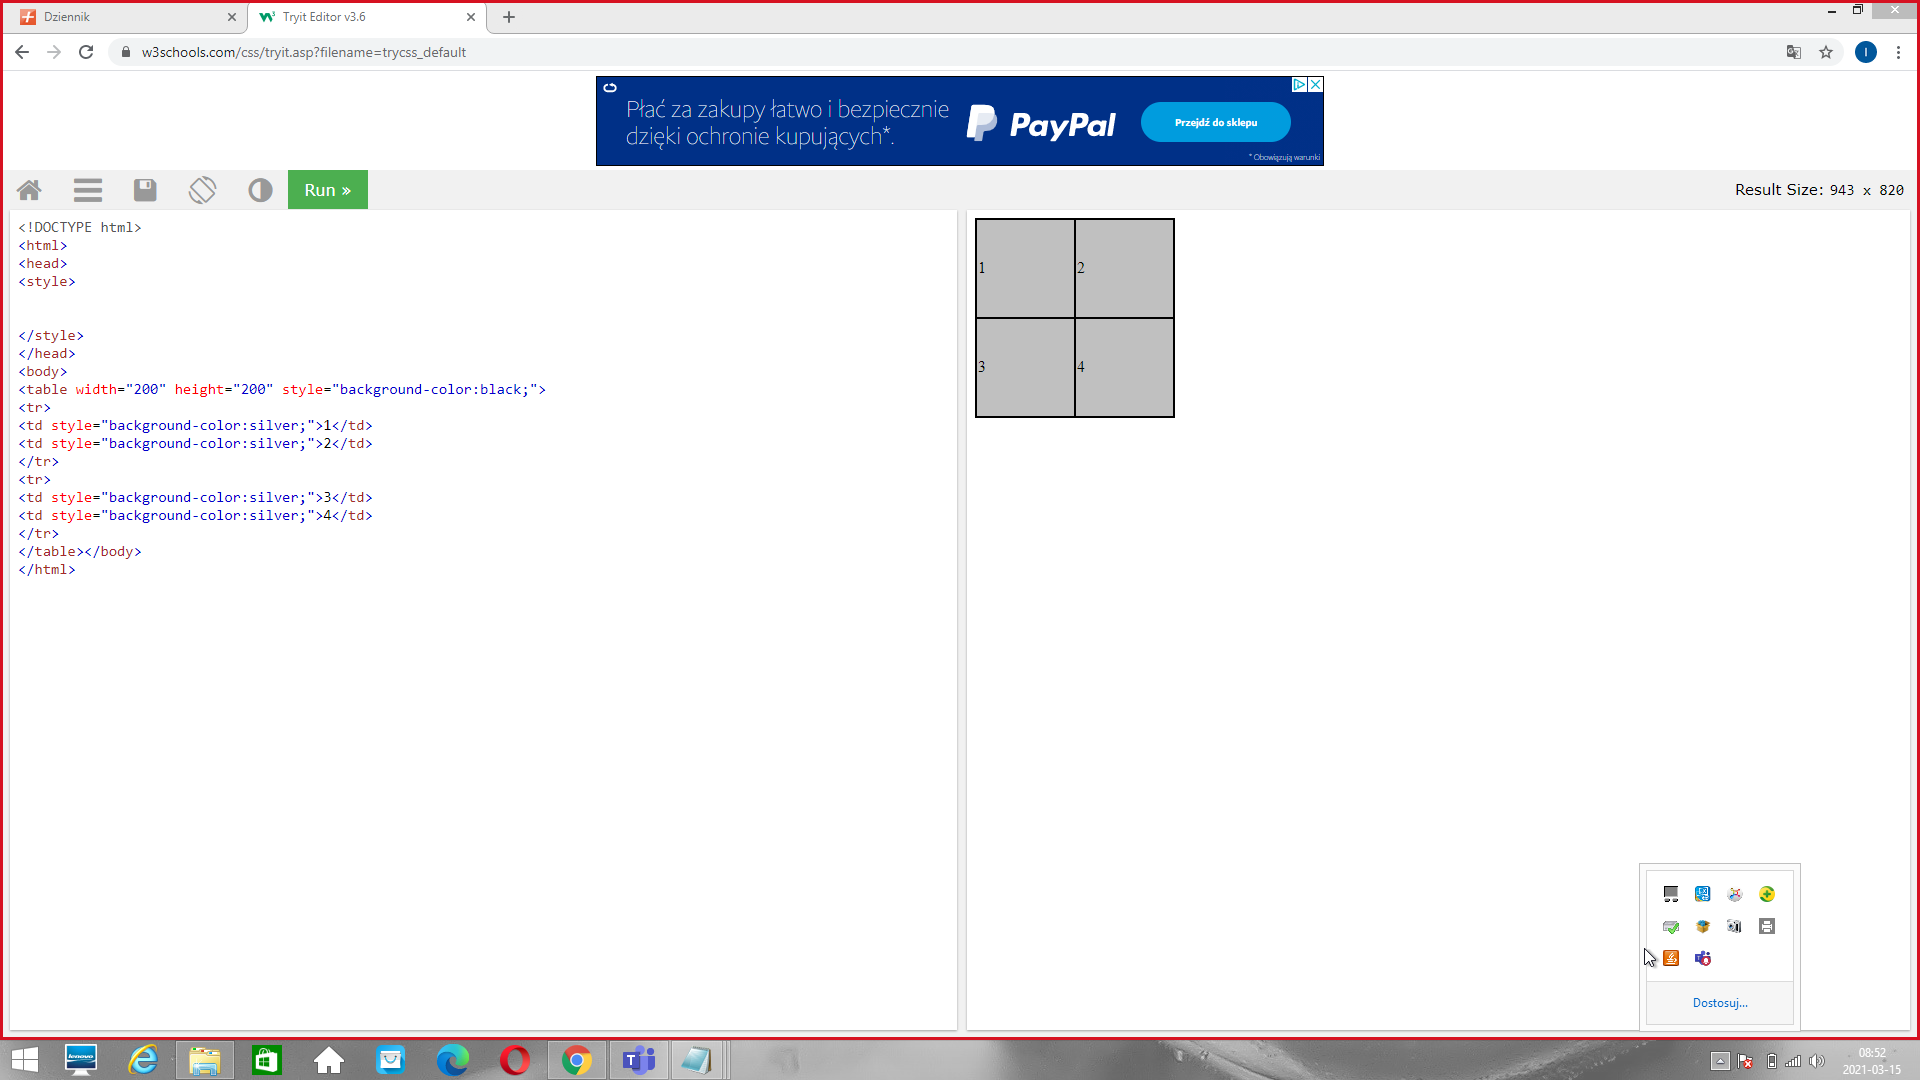 Dziennik
Tryit Editor v3.6
w3schools.com/css/tryit.asp?filename=trycss_default
I
Płać za zakupy łatwo i bezpiecznie
dzięki ochronie kupujących*.
PayPal
Przejdź do sklepu
* Obowiązują warunki
Run »
Result Size: 943 x 820
<!DOCTYPE html>
<html>
<head>
<style>
</style>
</head>
<body>
<table width="200" height="200" style="background-color:black;">
<tr>
<td style="background-color:silver;">1</td>
<td style="background-color:silver;">2</td>
</tr>
<tr>
<td style="background-color:silver;">3</td>
<td style="background-color:silver;">4</td>
</tr>
</table></body>
</html>
1 2
3 4
Dostosuj...
lenovo
08:52
2021-03-15